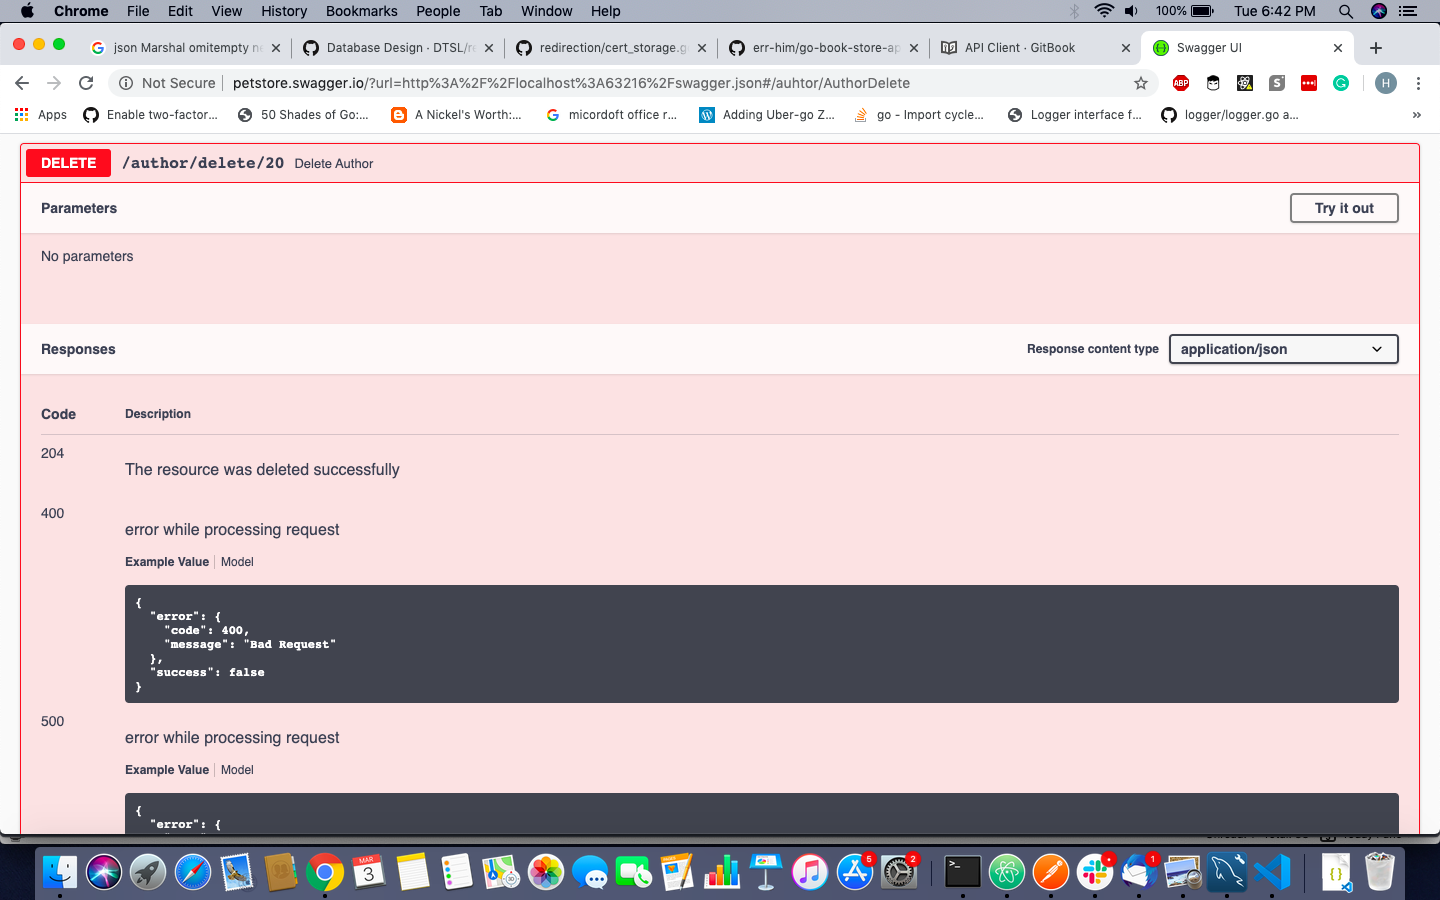 Chrome File Edit View History Bookmarks People Tab Window Help 100% Tue 6:42 PM
json Marshal omitempty ne
Database Design · DTSL/re
redirection/cert_storage.g
err-him/go-book-store-ap
API Client · GitBook
Swagger UI
Not Secure petstore.swagger.io/?url=http%3A%2F%2Flocalhost%3A63216%2Fswagger.json#/auhtor/AuthorDelete
ABP S G H
Apps Enable two-factor... 50 Shades of Go:... A Nickel's Worth:... micordoft office r... Adding Uber-go Z... go - Import cycle... Logger interface f... logger/logger.go a... »
DELETE /author/delete/20 Delete Author
Parameters Try it out
No parameters
Responses Response content type application/json
Code Description
204 The resource was deleted successfully
400 error while processing request
Example Value Model
{
"error": {
"code": 400,
"message": "Bad Request"
},
"success": false
}
500 error while processing request
Example Value Model
{
"error": {
MAR
3
5
2
1